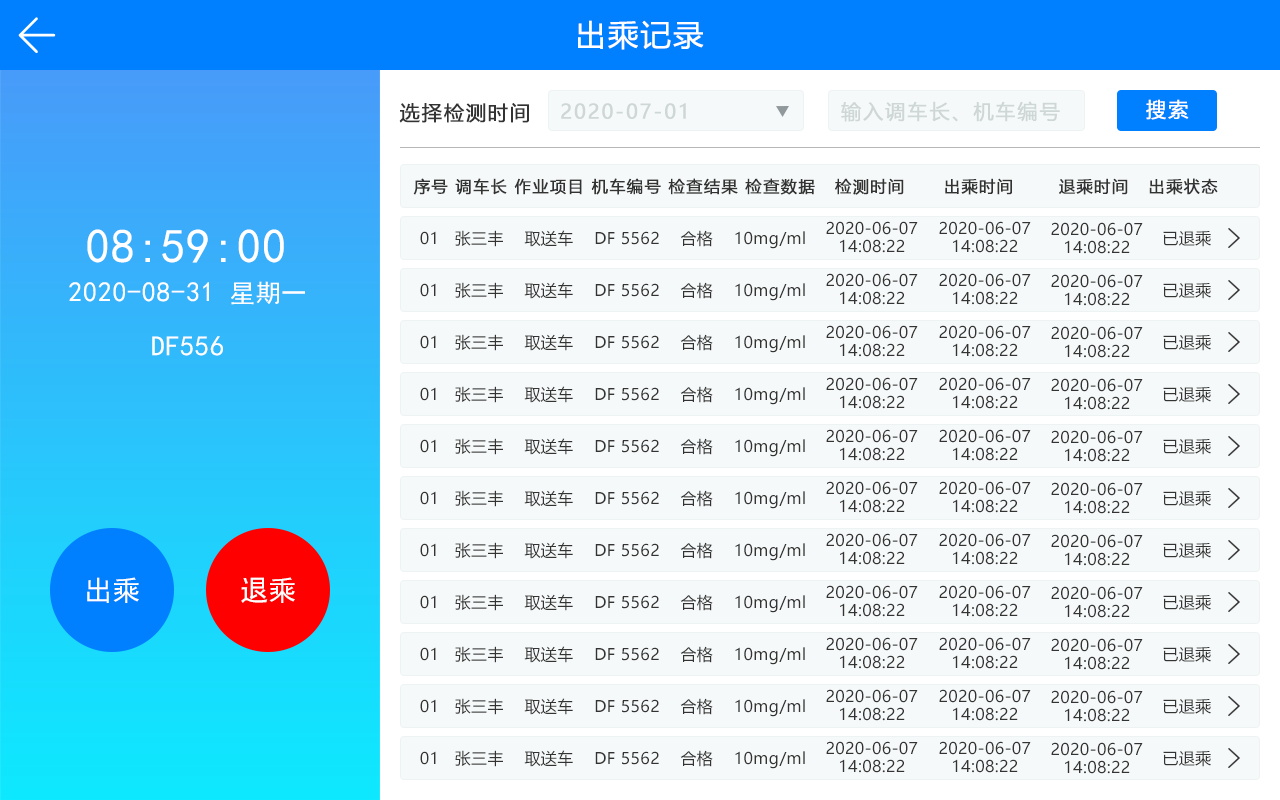 出乘记录
08:59:00
2020-08-31 星期一
DF556
出乘 退乘
选择检测时间 2020-07-01 输入调车长、机车编号 搜索
序号 调车长 作业项目 机车编号 检查结果 检查数据 检测时间 出乘时间 退乘时间 出乘状态
01 张三丰 取送车 DF 5562 合格 10mg/ml 2020-06-07 14:08:22 2020-06-07 14:08:22 2020-06-07 14:08:22 已退乘
01 张三丰 取送车 DF 5562 合格 10mg/ml 2020-06-07 14:08:22 2020-06-07 14:08:22 2020-06-07 14:08:22 已退乘
01 张三丰 取送车 DF 5562 合格 10mg/ml 2020-06-07 14:08:22 2020-06-07 14:08:22 2020-06-07 14:08:22 已退乘
01 张三丰 取送车 DF 5562 合格 10mg/ml 2020-06-07 14:08:22 2020-06-07 14:08:22 2020-06-07 14:08:22 已退乘
01 张三丰 取送车 DF 5562 合格 10mg/ml 2020-06-07 14:08:22 2020-06-07 14:08:22 2020-06-07 14:08:22 已退乘
01 张三丰 取送车 DF 5562 合格 10mg/ml 2020-06-07 14:08:22 2020-06-07 14:08:22 2020-06-07 14:08:22 已退乘
01 张三丰 取送车 DF 5562 合格 10mg/ml 2020-06-07 14:08:22 2020-06-07 14:08:22 2020-06-07 14:08:22 已退乘
01 张三丰 取送车 DF 5562 合格 10mg/ml 2020-06-07 14:08:22 2020-06-07 14:08:22 2020-06-07 14:08:22 已退乘
01 张三丰 取送车 DF 5562 合格 10mg/ml 2020-06-07 14:08:22 2020-06-07 14:08:22 2020-06-07 14:08:22 已退乘
01 张三丰 取送车 DF 5562 合格 10mg/ml 2020-06-07 14:08:22 2020-06-07 14:08:22 2020-06-07 14:08:22 已退乘
01 张三丰 取送车 DF 5562 合格 10mg/ml 2020-06-07 14:08:22 2020-06-07 14:08:22 2020-06-07 14:08:22 已退乘